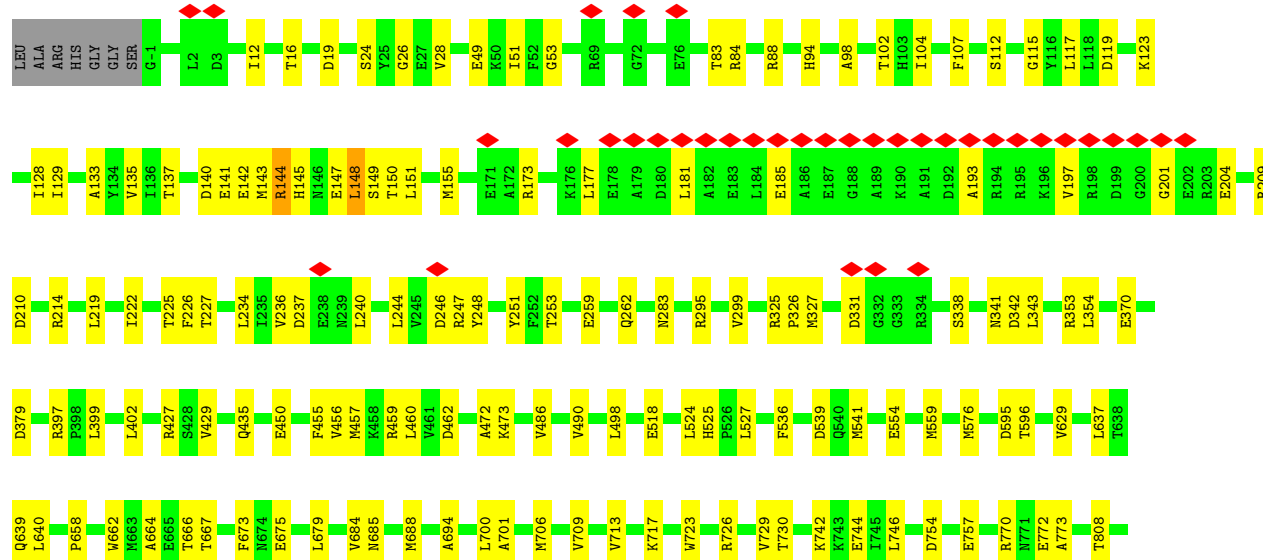 LEU ALA ARG HIS GLY GLY SER G-1 L2 D3 I12 T16 D19 S24 Y25 G26 E27 V28 E49 K50 I51 F52 G53 R69 G72 E76 T83 R84 R88 H94 A98 T102 H103 I104 F107 S112 G115 Y116 L117 L118 D119 K123
I128 I129 A133 Y134 V135 I136 T137 D140 E141 E142 M143 R144 H145 N146 E147 L148 S149 T150 L151 M155 E171 A172 R173 K176 L177 E178 A179 D180 L181 A182 E183 L184 E185 A186 E187 G188 A189 K190 A191 D192 A193 R194 R195 K196 V197 R198 D199 G200 G201 E202 R203 E204 R209
D210 R214 L219 I222 T225 F226 T227 L234 I235 V236 D237 E238 N239 L240 L244 V245 D246 R247 Y248 Y251 F252 T253 E259 Q262 N283 R295 V299 R325 P326 M327 D331 G332 G333 R334 S338 N341 D342 L343 R353 L354 E370
D379 R397 P398 L399 L402 R427 S428 V429 Q435 E450 F455 V456 M457 K458 R459 L460 V461 D462 A472 K473 V486 V490 L498 E518 L524 H525 P526 L527 F536 D539 Q540 M541 E554 M559 M576 D595 T596 V629 L637 T638
Q639 L640 P658 W662 M663 A664 E665 T666 T667 F673 N674 E675 L679 V684 N685 M688 A694 L700 A701 M706 V709 V713 K717 W723 R726 V729 T730 K742 K743 E744 I745 L746 D754 E757 R770 N771 E772 A773 T808